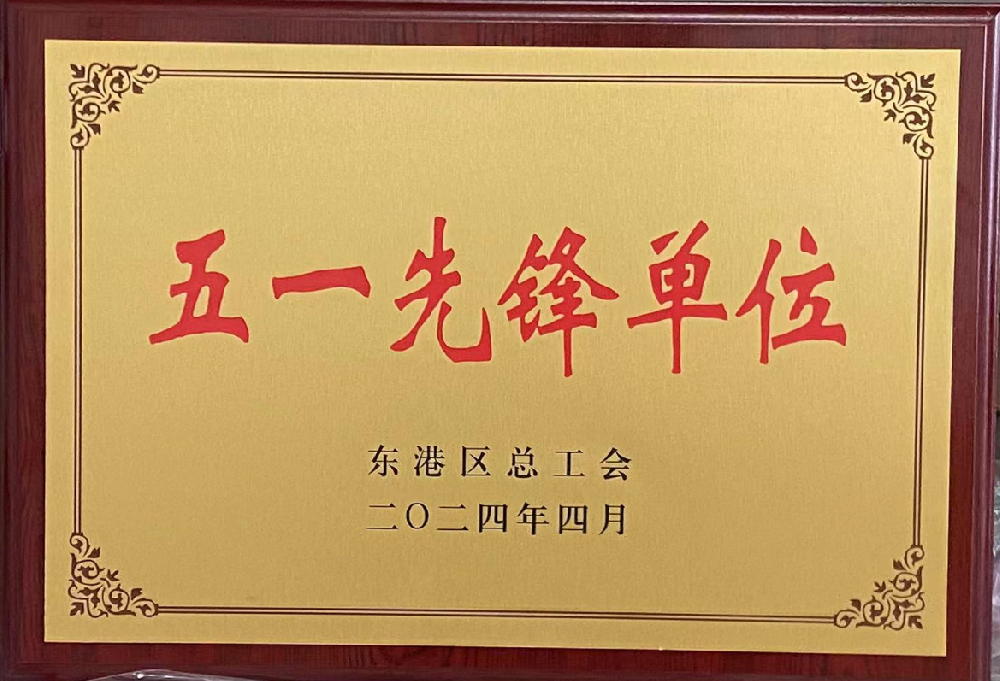 五一先锋单位
东港区总工会
二〇二四年四月